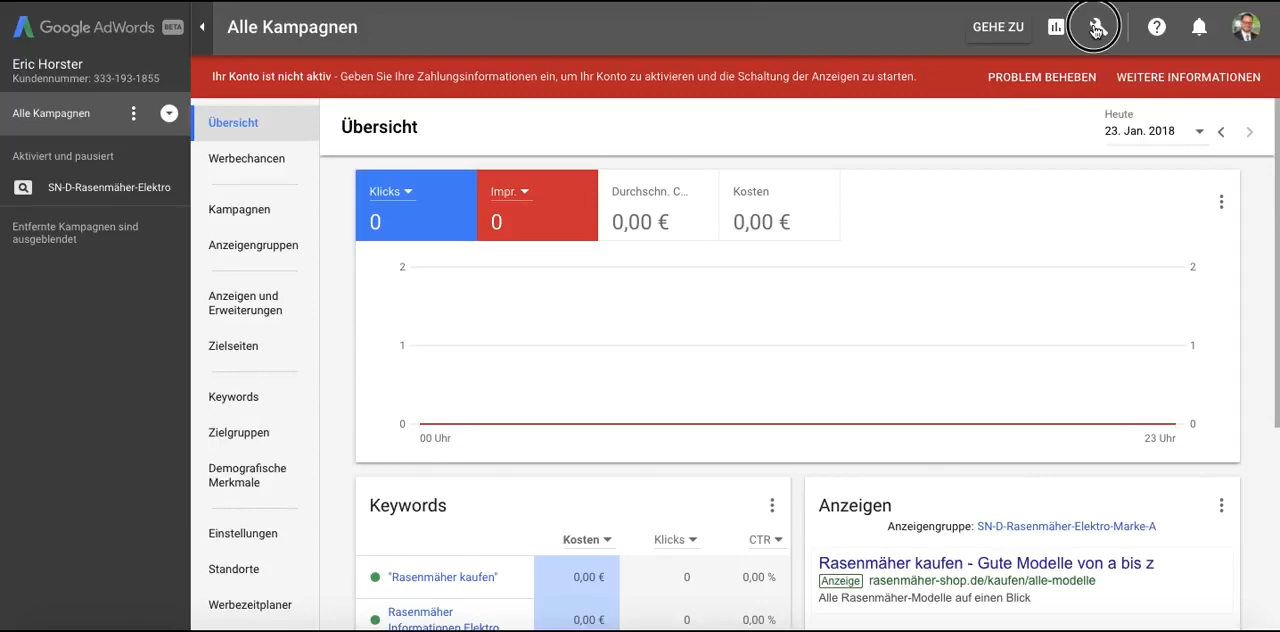 Google AdWords BETA
Alle Kampagnen
GEHE ZU
Eric Horster
Kundennummer: 333-193-1855
Ihr Konto ist nicht aktiv - Geben Sie Ihre Zahlungsinformationen ein, um Ihr Konto zu aktivieren und die Schaltung der Anzeigen zu starten.
PROBLEM BEHEBEN
WEITERE INFORMATIONEN
Alle Kampagnen
Aktiviert und pausiert
SN-D-Rasenmäher-Elektro
Entfernte Kampagnen sind
ausgeblendet
Übersicht
Werbechancen
Kampagnen
Anzeigengruppen
Anzeigen und
Erweiterungen
Zielseiten
Keywords
Zielgruppen
Demografische
Merkmale
Einstellungen
Standorte
Werbezeitplaner
Übersicht
Heute
23. Jan. 2018
Klicks
0
Impr.
0
Durchschn. C...
0,00 €
Kosten
0,00 €
2
2
1
1
0
0
00 Uhr
23 Uhr
Keywords
Kosten
Klicks
CTR
"Rasenmäher kaufen"
0,00 €
0
0,00 %
Rasenmäher
Informationen Elektro
0,00 €
0
0,00 %
Anzeigen
Anzeigengruppe: SN-D-Rasenmäher-Elektro-Marke-A
Rasenmäher kaufen - Gute Modelle von a bis z
Anzeige rasenmäher-shop.de/kaufen/alle-modelle
Alle Rasenmäher-Modelle auf einen Blick